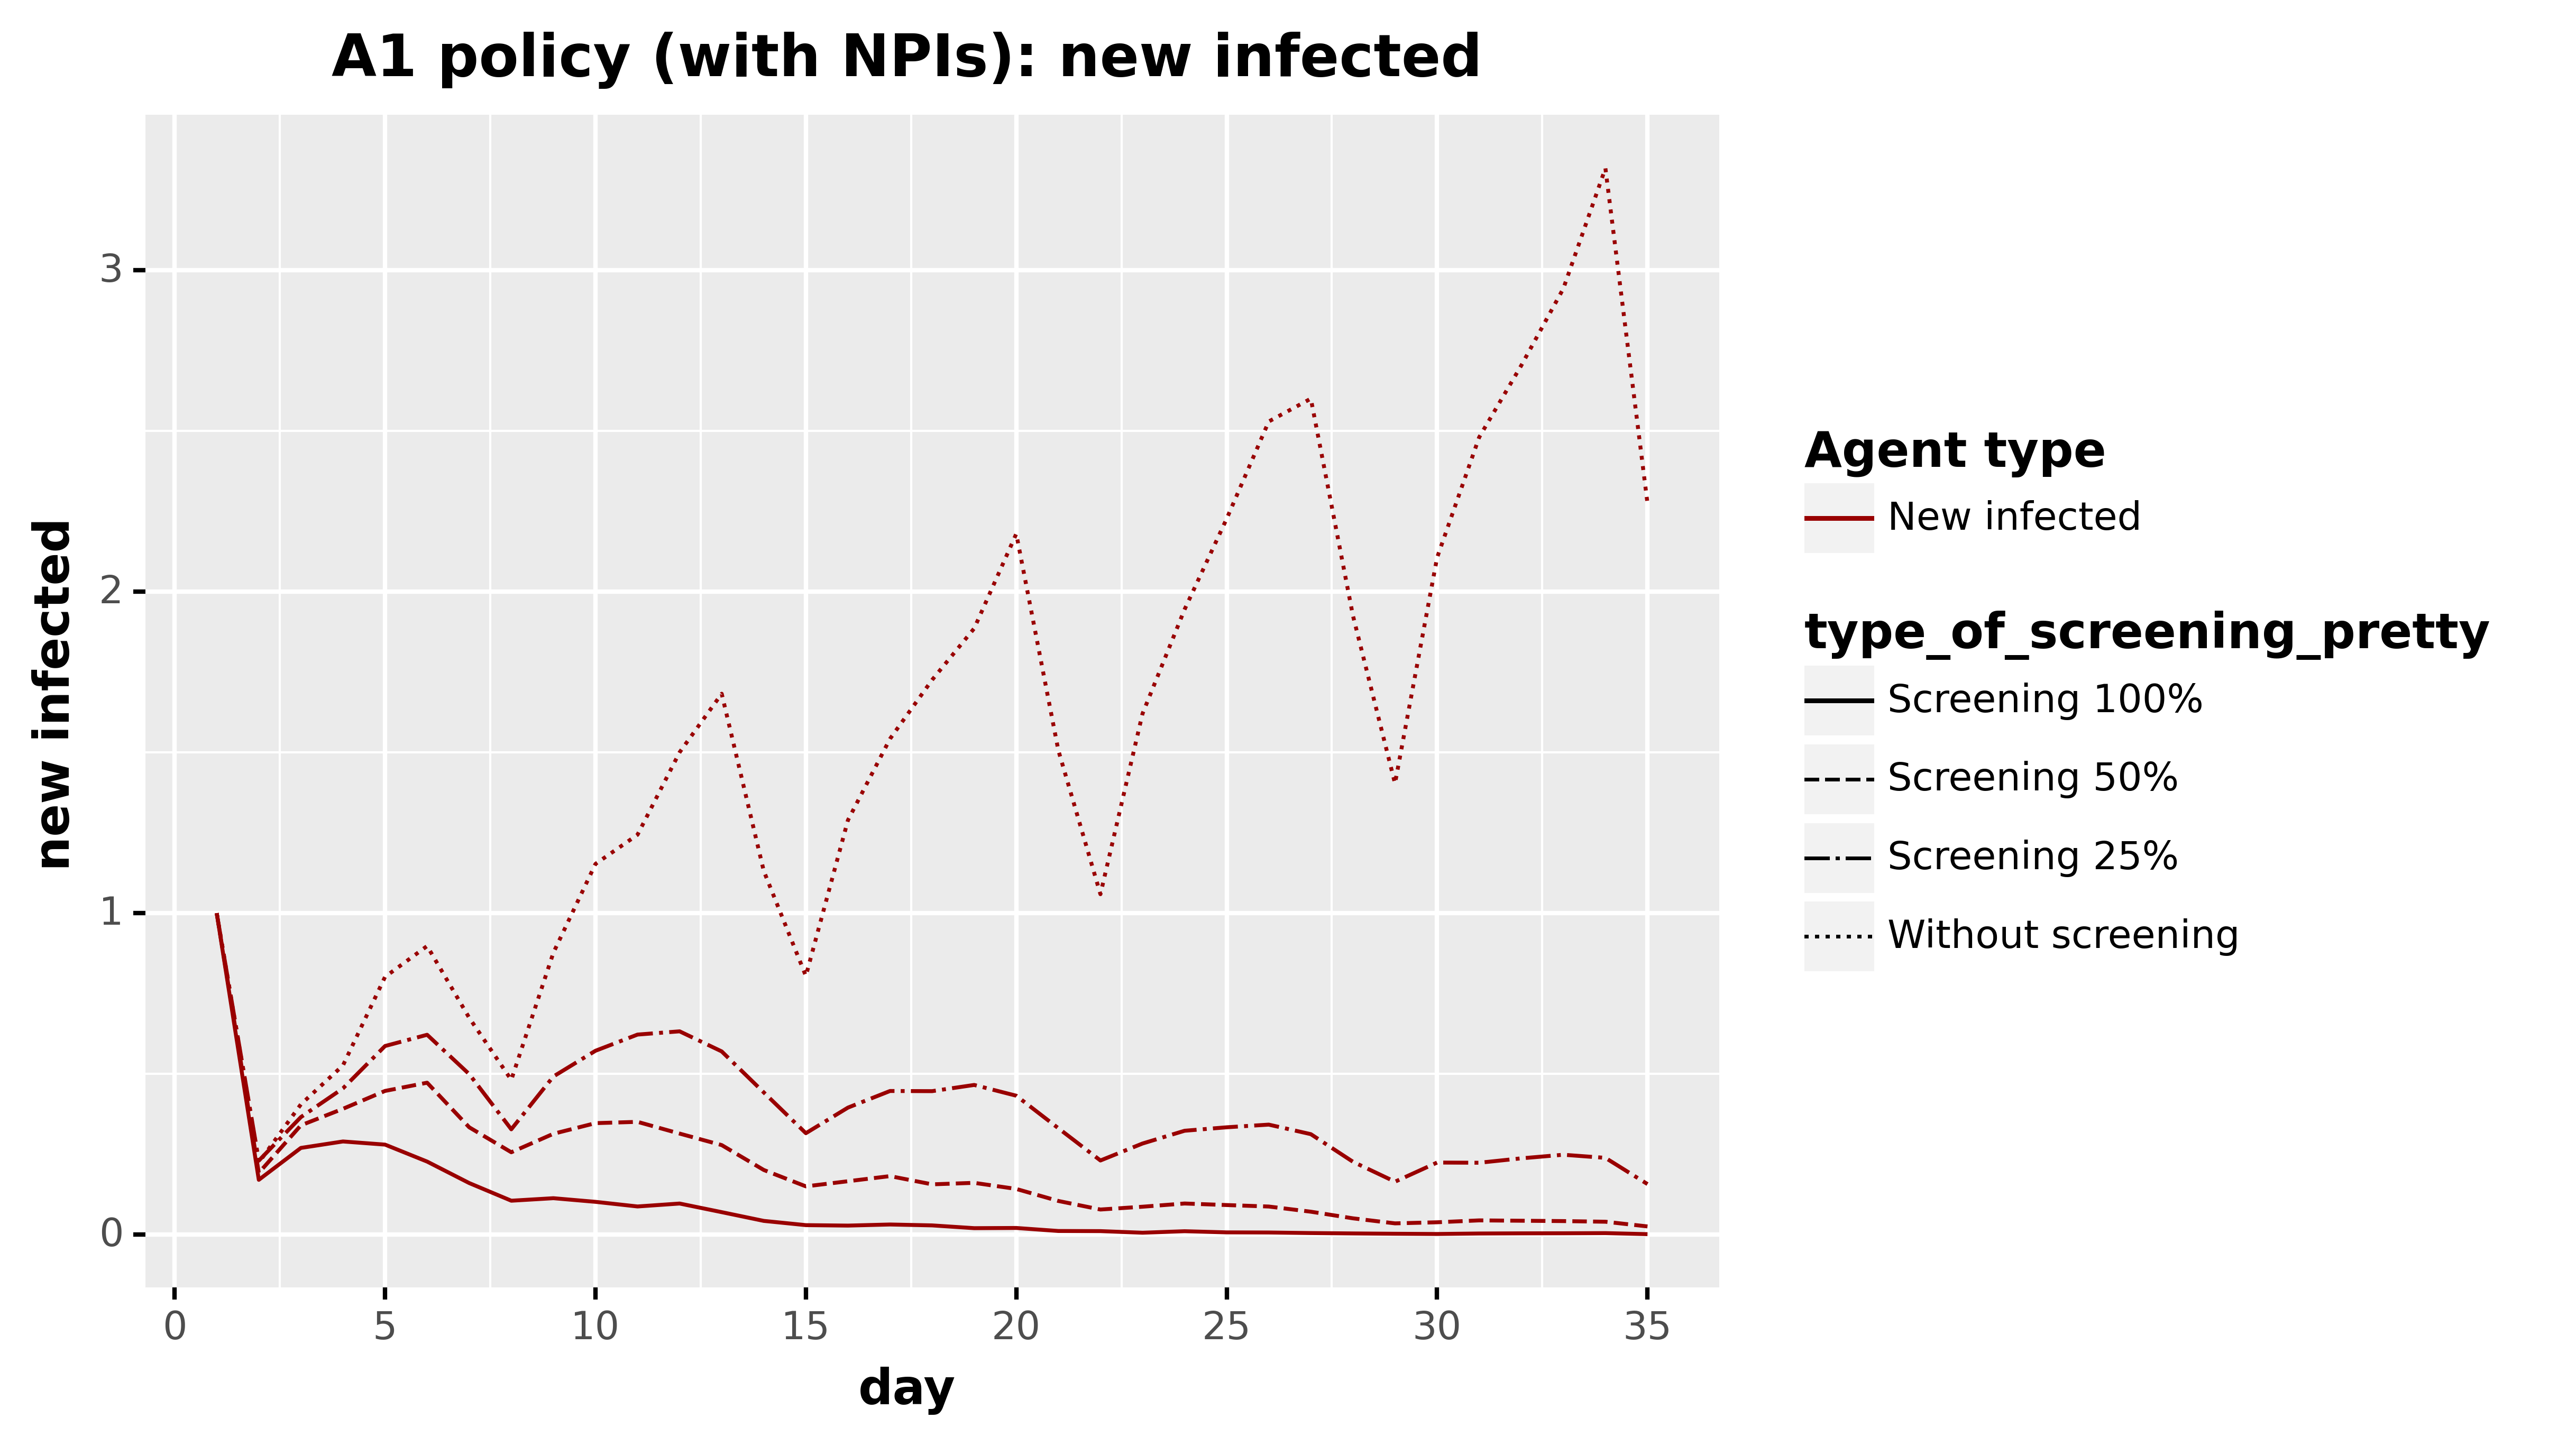 A1 policy (with NPIs): new infected
new infected
3
2
1
0
0 5 10 15 20 25 30 35
day
Agent type
New infected
type_of_screening_pretty
Screening 100%
Screening 50%
Screening 25%
Without screening